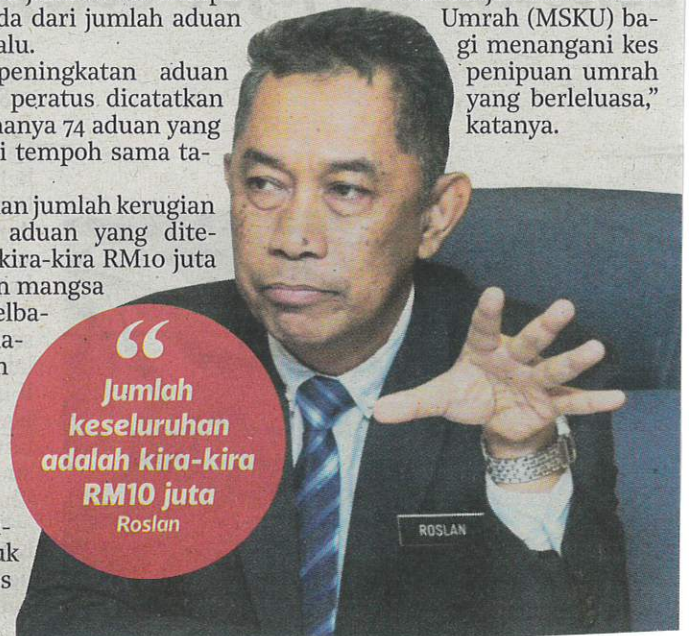 da dari jumlah aduan
alu.
peningkatan aduan
peratus dicatatkan
hanya 74 aduan yang
i tempoh sama ta-
an jumlah kerugian
aduan yang dite-
kira-kira RM10 juta
n mangsa
elba-
a-
uk
s
Umrah (MSKU) ba-
gi menangani kes
penipuan umrah
yang berleluasa,”
katanya.
“
Jumlah
keseluruhan
adalah kira-kira
RM10 juta
Roslan
ROSLAN